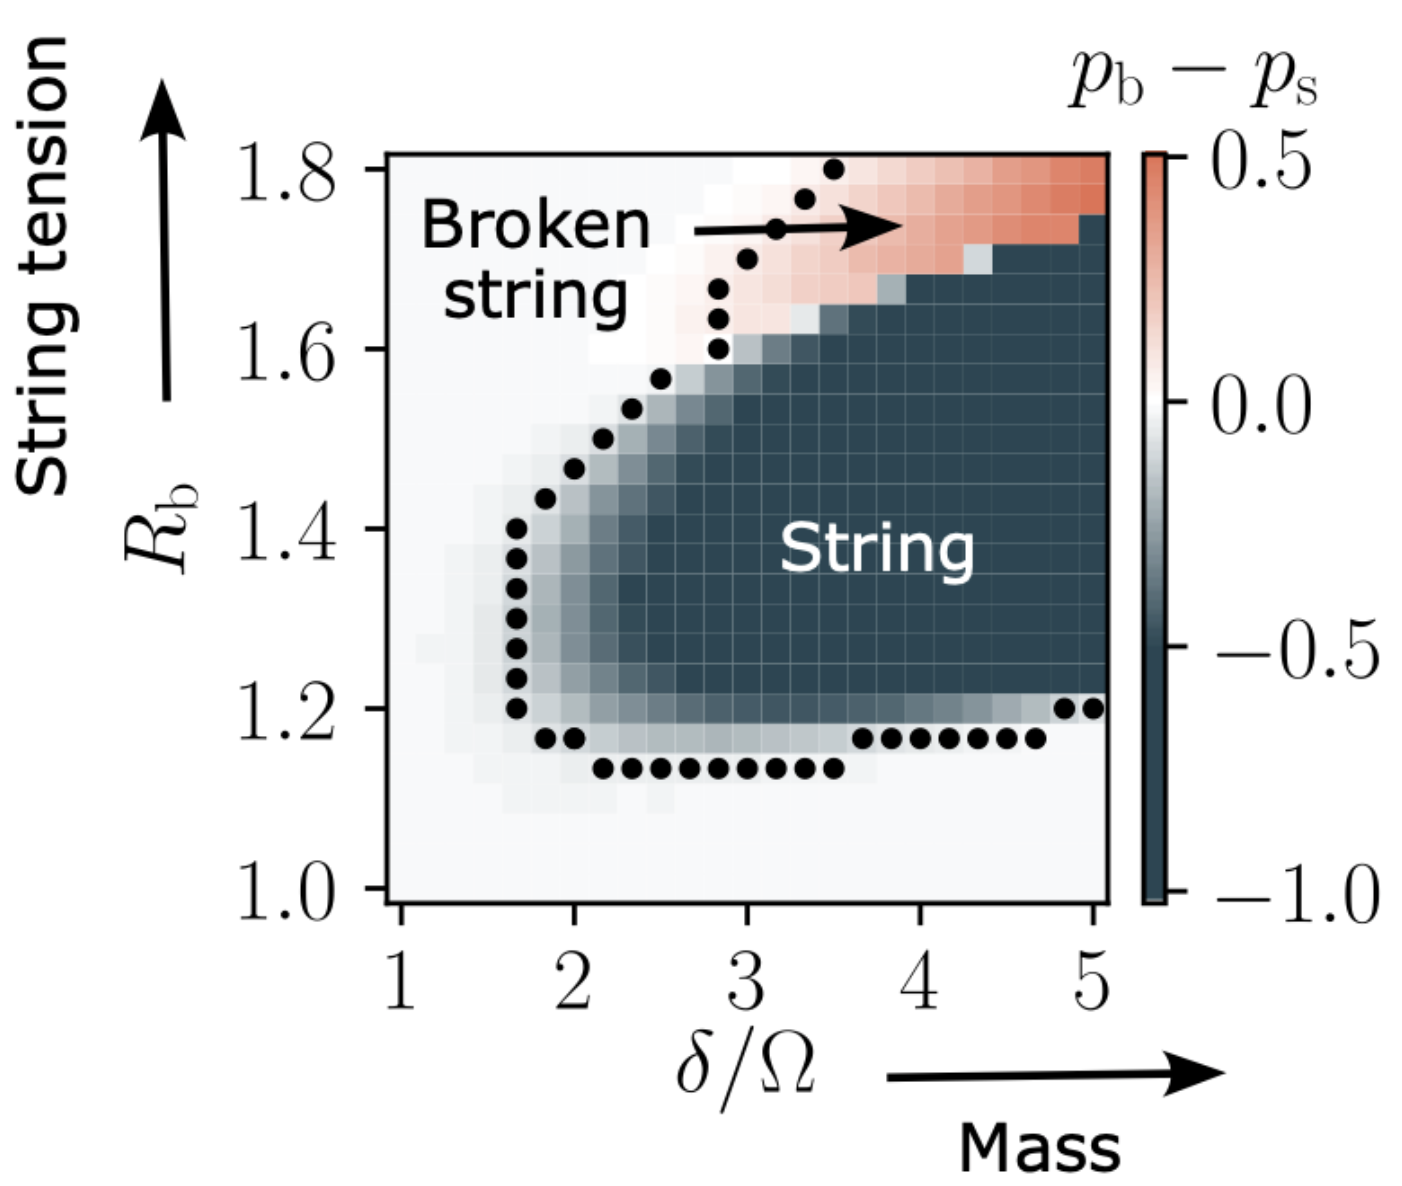 String tension
R_b
1.8
1.6
1.4
1.2
1.0
Broken
string
String
p_b − p_s
0.5
0.0
−0.5
−1.0
1 2 3 4 5
δ/Ω
Mass